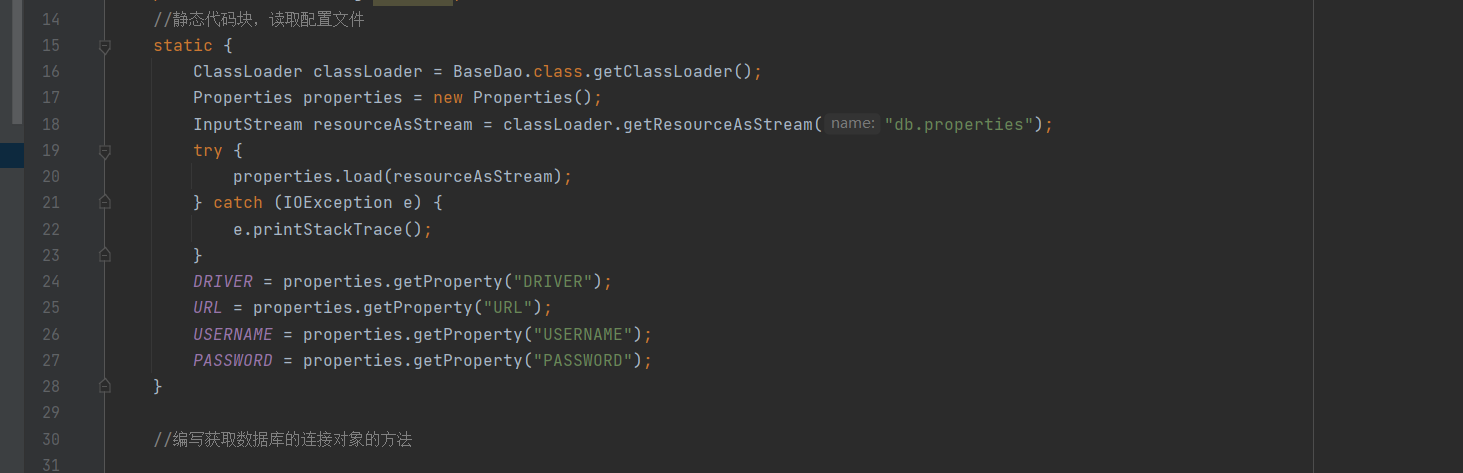 14 //静态代码块，读取配置文件
15 static {
16 ClassLoader classLoader = BaseDao.class.getClassLoader();
17 Properties properties = new Properties();
18 InputStream resourceAsStream = classLoader.getResourceAsStream( name: "db.properties");
19 try {
20 properties.load(resourceAsStream);
21 } catch (IOException e) {
22 e.printStackTrace();
23 }
24 DRIVER = properties.getProperty("DRIVER");
25 URL = properties.getProperty("URL");
26 USERNAME = properties.getProperty("USERNAME");
27 PASSWORD = properties.getProperty("PASSWORD");
28 }
29
30 //编写获取数据库的连接对象的方法
31